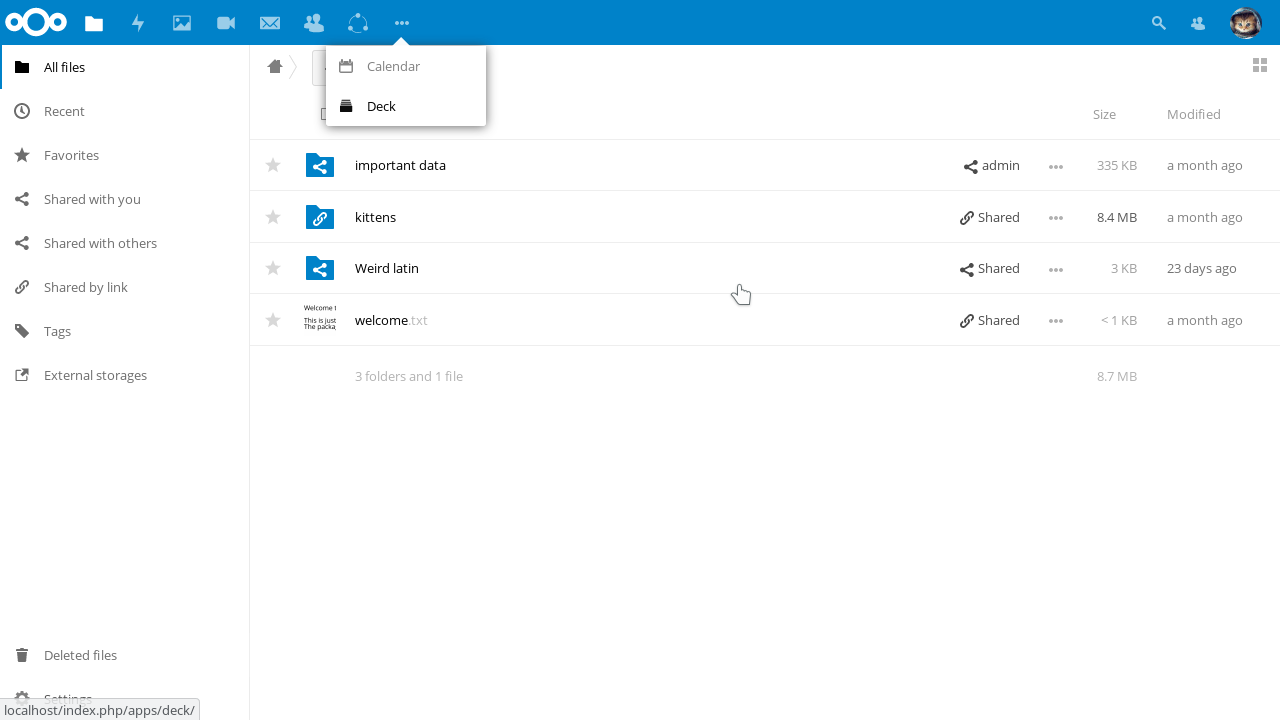 Calendar
Deck
All files
Recent
Favorites
Shared with you
Shared with others
Shared by link
Tags
External storages
Deleted files
Settings
Size Modified
important data admin 335 KB a month ago
kittens Shared 8.4 MB a month ago
Weird latin Shared 3 KB 23 days ago
Welcome t
This is just
The packa
welcome.txt Shared < 1 KB a month ago
3 folders and 1 file 8.7 MB
localhost/index.php/apps/deck/